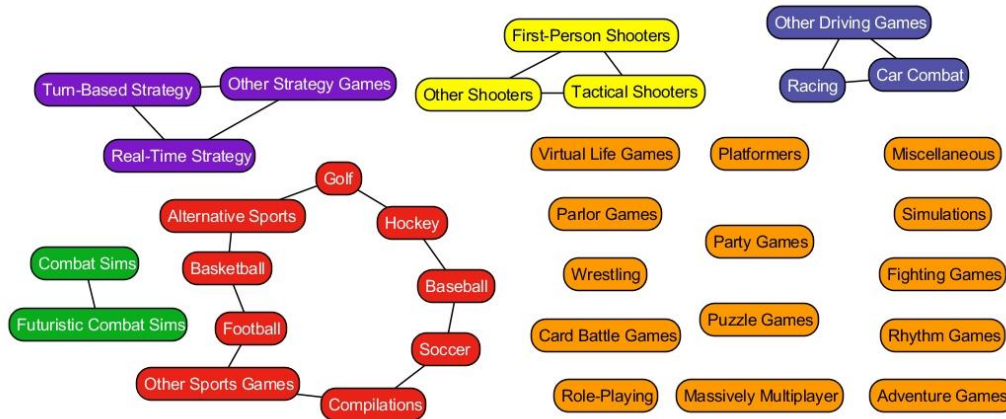 Other Driving Games
First-Person Shooters
Car Combat
Racing
Other Strategy Games
Turn-Based Strategy
Other Shooters
Tactical Shooters
Real-Time Strategy
Virtual Life Games
Platformers
Miscellaneous
Golf
Alternative Sports
Hockey
Parlor Games
Simulations
Party Games
Combat Sims
Basketball
Baseball
Wrestling
Fighting Games
Futuristic Combat Sims
Football
Puzzle Games
Soccer
Card Battle Games
Rhythm Games
Other Sports Games
Compilations
Role-Playing
Massively Multiplayer
Adventure Games